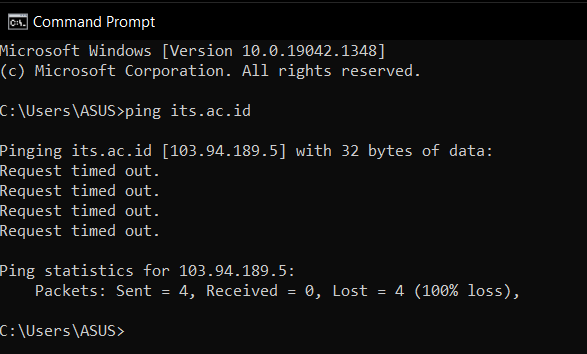 Command Prompt
Microsoft Windows [Version 10.0.19042.1348]
(c) Microsoft Corporation. All rights reserved.
C:\Users\ASUS>ping its.ac.id
Pinging its.ac.id [103.94.189.5] with 32 bytes of data:
Request timed out.
Request timed out.
Request timed out.
Request timed out.
Ping statistics for 103.94.189.5:
    Packets: Sent = 4, Received = 0, Lost = 4 (100% loss),
C:\Users\ASUS>